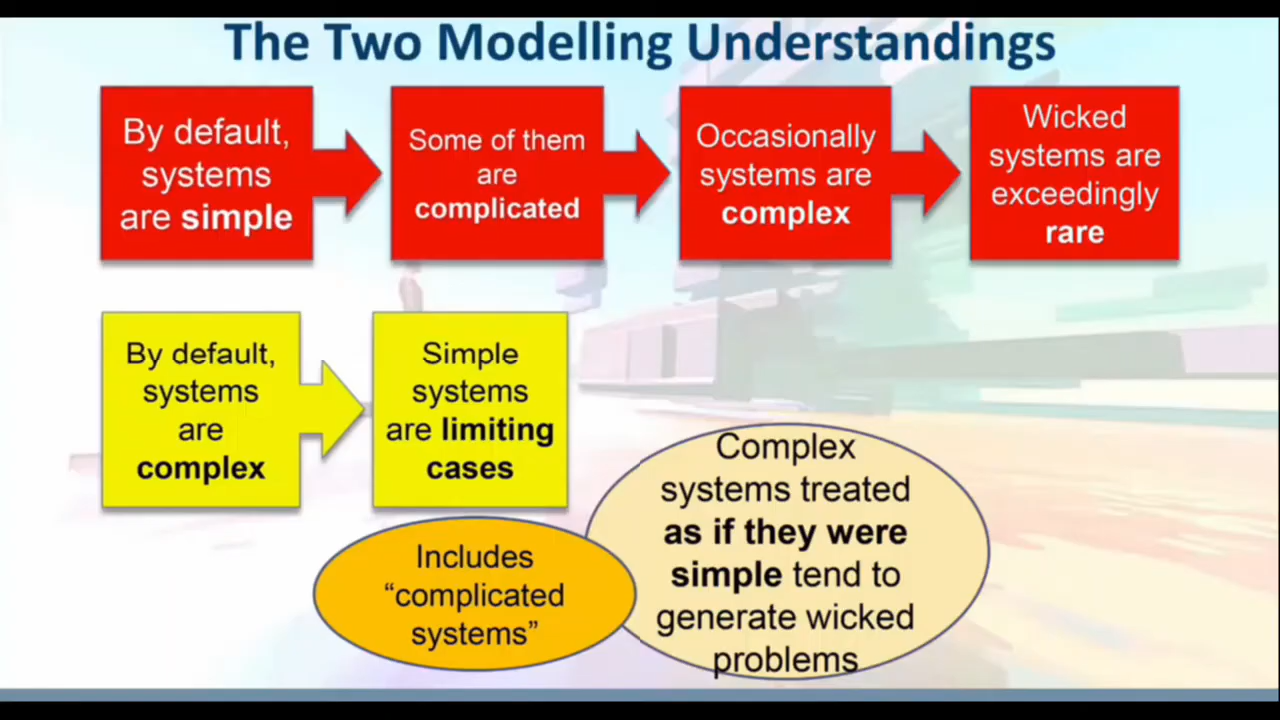 The Two Modelling Understandings
By default,
systems
are simple
Some of them
are
complicated
Occasionally
systems are
complex
Wicked
systems are
exceedingly
rare
By default,
systems
are
complex
Simple
systems
are limiting
cases
Includes
“complicated
systems”
Complex
systems treated
as if they were
simple tend to
generate wicked
problems